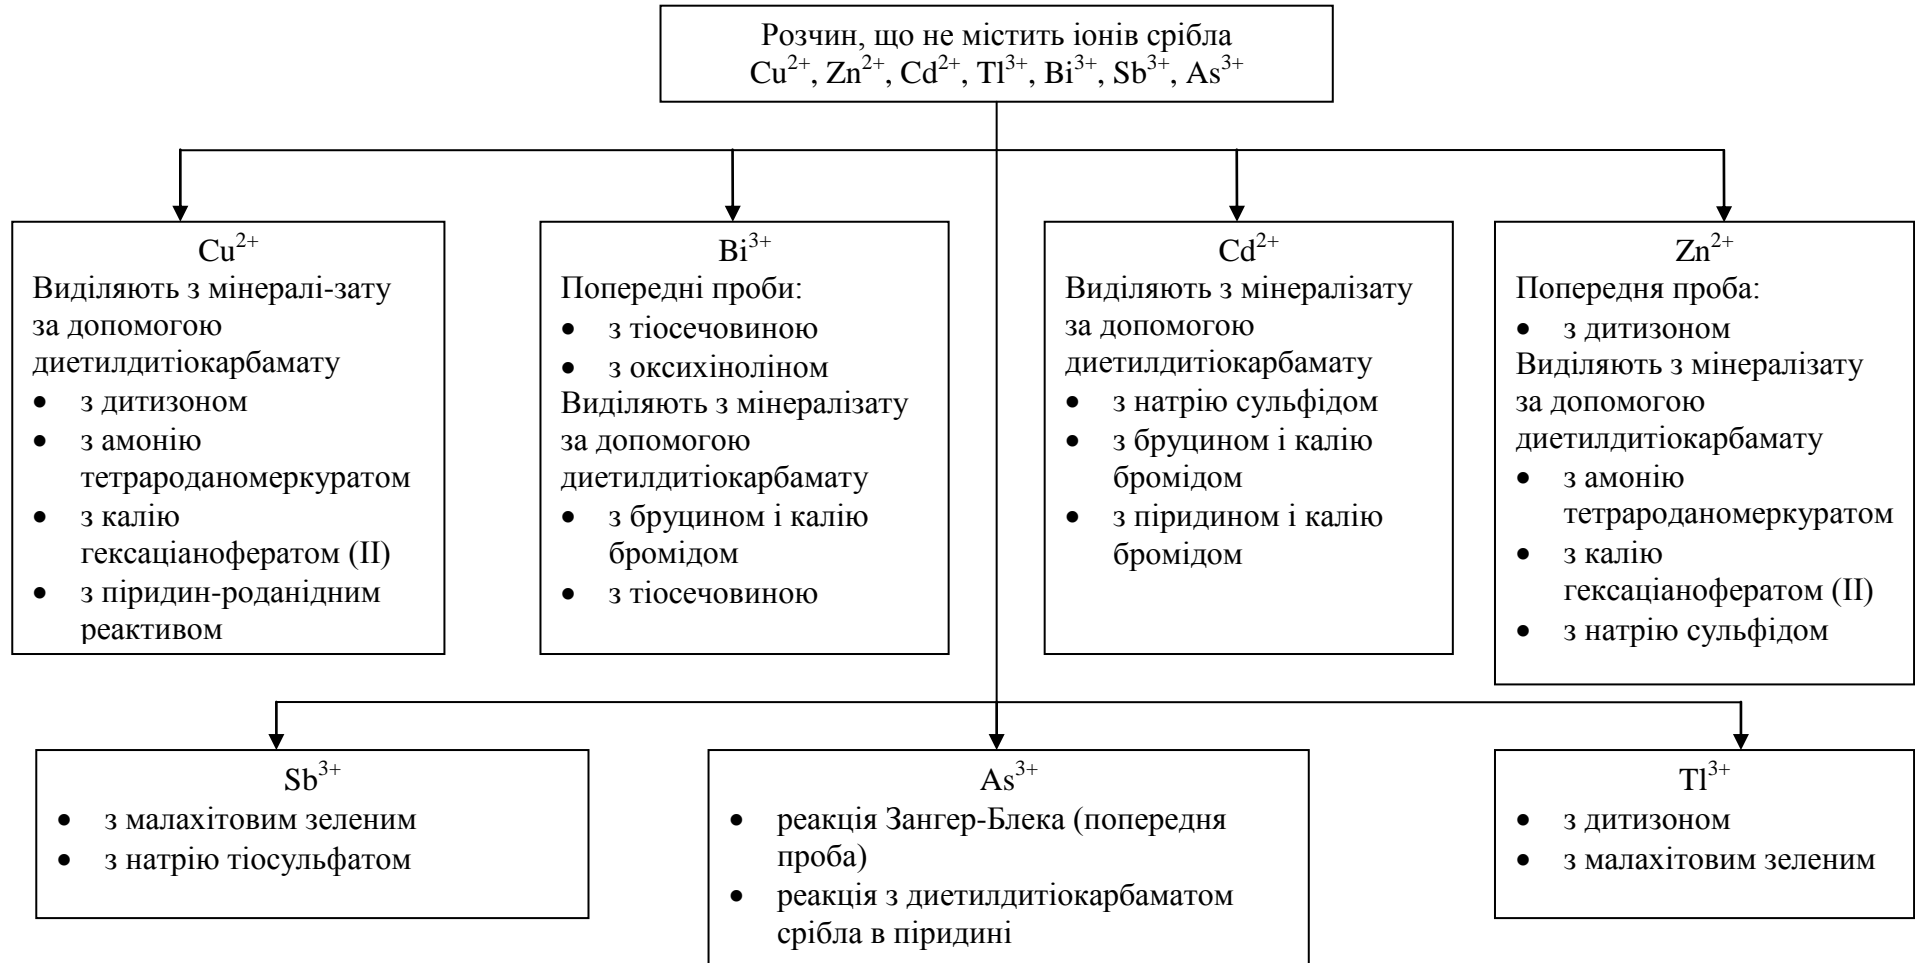 Розчин, що не містить іонів срібла
Cu²⁺, Zn²⁺, Cd²⁺, Tl³⁺, Bi³⁺, Sb³⁺, As³⁺
Cu²⁺
Виділяють з мінералі-зату
за допомогою
диетилдитіокарбамату
• з дитизоном
• з амонію
тетрароданомеркуратом
• з калію
гексаціанофератом (II)
• з піридин-роданідним
реактивом
Bi³⁺
Попередні проби:
• з тіосечовиною
• з оксихіноліном
Виділяють з мінералізату
за допомогою
диетилдитіокарбамату
• з бруцином і калію
бромідом
• з тіосечовиною
Cd²⁺
Виділяють з мінералізату
за допомогою
диетилдитіокарбамату
• з натрію сульфідом
• з бруцином і калію
бромідом
• з піридином і калію
бромідом
Zn²⁺
Попередня проба:
• з дитизоном
Виділяють з мінералізату
за допомогою
диетилдитіокарбамату
• з амонію
тетрароданомеркуратом
• з калію
гексаціанофератом (II)
• з натрію сульфідом
Sb³⁺
• з малахітовим зеленим
• з натрію тіосульфатом
As³⁺
• реакція Зангер-Блека (попередня
проба)
• реакція з диетилдитіокарбаматом
срібла в піридині
Tl³⁺
• з дитизоном
• з малахітовим зеленим